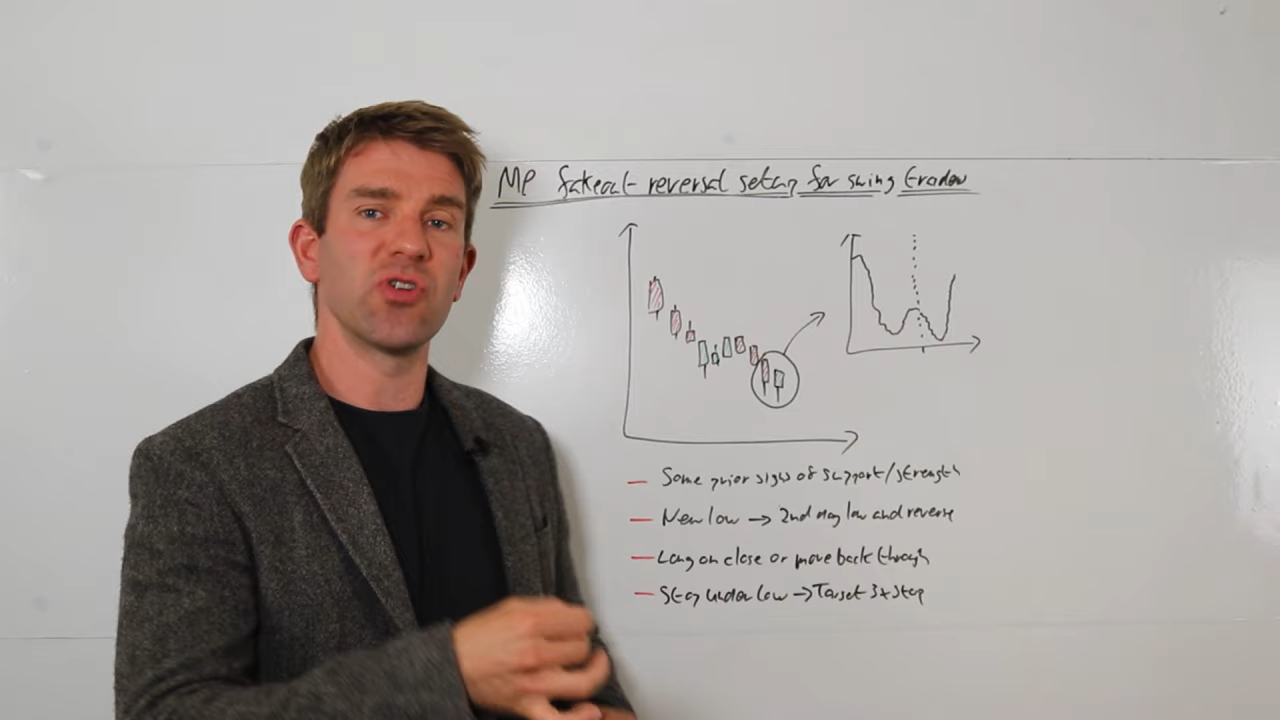 MP fakeout reversal setup for swing trader
Some prior signs of support/strength
New low → 2nd day low and reverse
Long on close or move back through
Stop under low → Target 3x stop